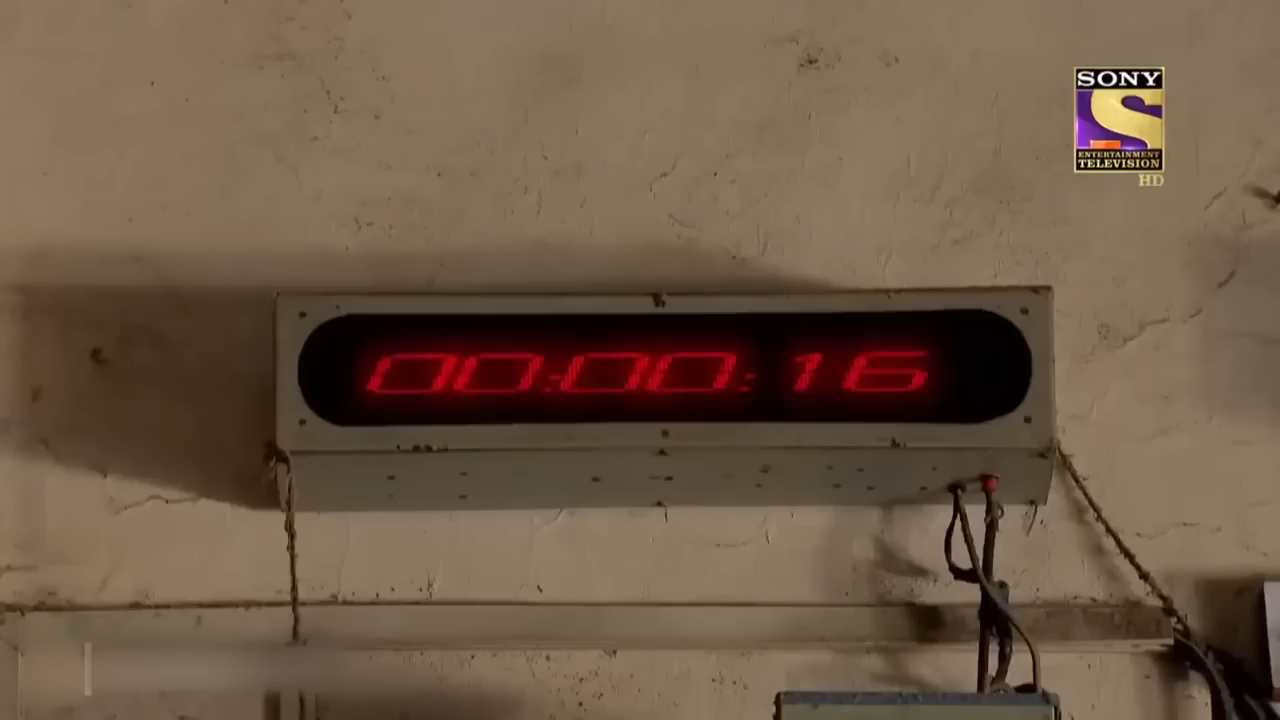 SONY
ENTERTAINMENT
TELEVISION
HD
00:00:16